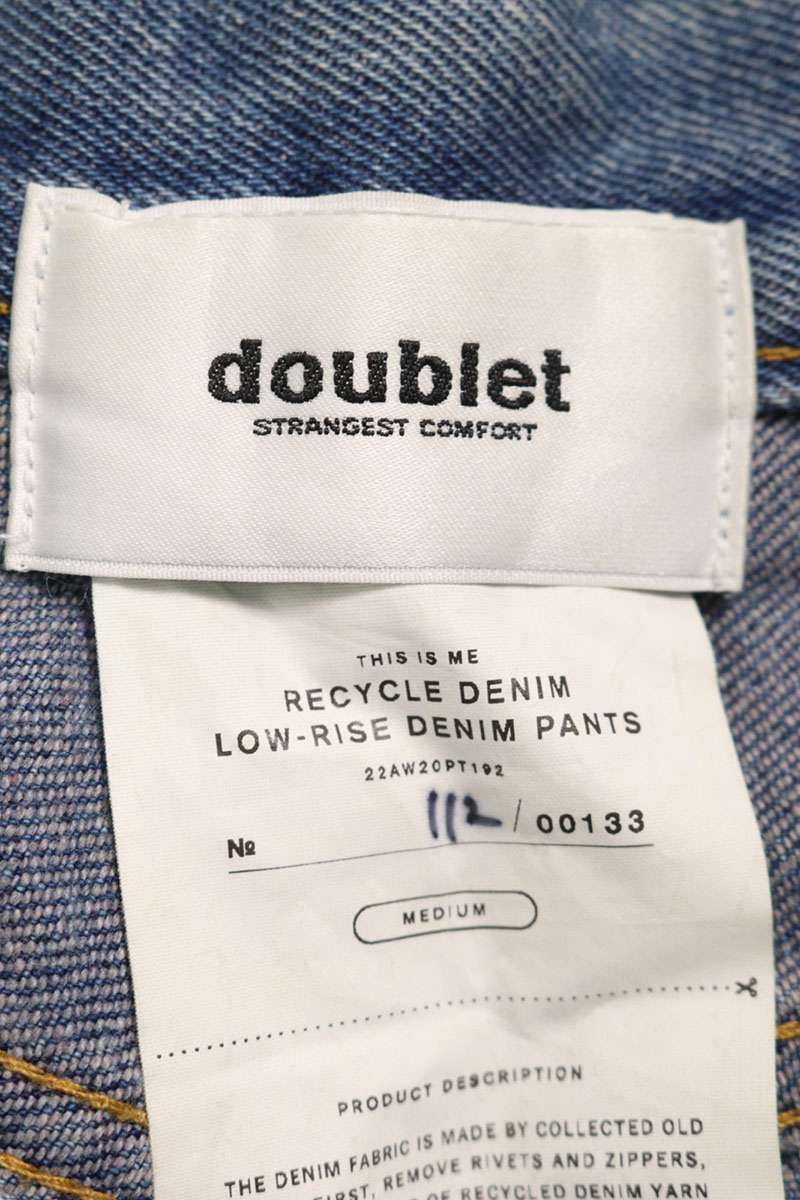 doublet
STRANGEST COMFORT
THIS IS ME
RECYCLE DENIM
LOW-RISE DENIM PANTS
22AW20PT192
№ 112 / 00133
MEDIUM
PRODUCT DESCRIPTION
THE DENIM FABRIC IS MADE BY COLLECTED OLD
FIRST, REMOVE RIVETS AND ZIPPERS,
OF RECYCLED DENIM YARN